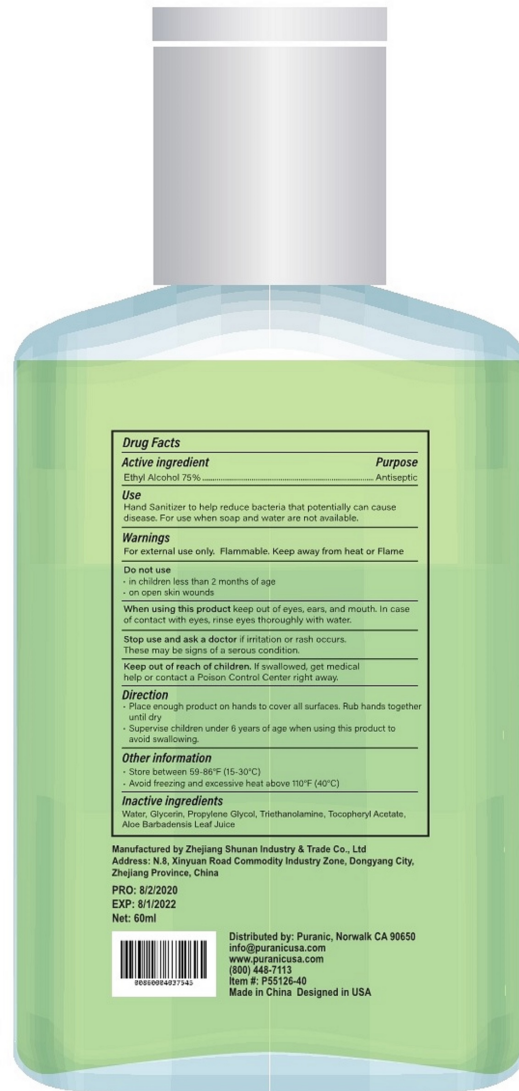 Drug Facts
Active ingredient Purpose
Ethyl Alcohol 75% ........................................................ Antiseptic
Use
Hand Sanitizer to help reduce bacteria that potentially can cause
disease. For use when soap and water are not available.
Warnings
For external use only. Flammable. Keep away from heat or Flame
Do not use
· in children less than 2 months of age
· on open skin wounds
When using this product keep out of eyes, ears, and mouth. In case
of contact with eyes, rinse eyes thoroughly with water.
Stop use and ask a doctor if irritation or rash occurs.
These may be signs of a serous condition.
Keep out of reach of children. If swallowed, get medical
help or contact a Poison Control Center right away.
Direction
· Place enough product on hands to cover all surfaces. Rub hands together
until dry
· Supervise children under 6 years of age when using this product to
avoid swallowing.
Other information
· Store between 59-86°F (15-30°C)
· Avoid freezing and excessive heat above 110°F (40°C)
Inactive ingredients
Water, Glycerin, Propylene Glycol, Triethanolamine, Tocopheryl Acetate,
Aloe Barbadensis Leaf Juice
Manufactured by Zhejiang Shunan Industry & Trade Co., Ltd
Address: N.8, Xinyuan Road Commodity Industry Zone, Dongyang City,
Zhejiang Province, China
PRO: 8/2/2020
EXP: 8/1/2022
Net: 60ml
Distributed by: Puranic, Norwalk CA 90650
info@puranicusa.com
www.puranicusa.com
(800) 448-7113
Item #: P55126-40
Made in China Designed in USA